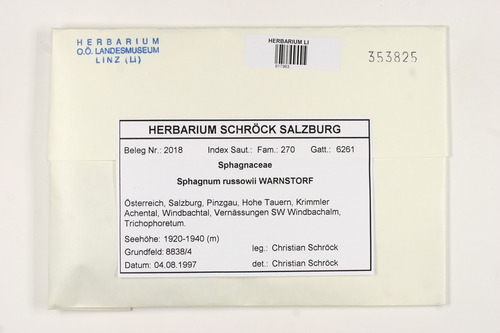 HERBARIUM
O.Ö. LANDESMUSEUM
LINZ (LI)
HERBARIUM LI
353825
HERBARIUM SCHRÖCK SALZBURG
Beleg Nr.: 2018 Index Saut.: Fam.: 270 Gatt.: 6261
Sphagnaceae
Sphagnum russowii WARNSTORF
Österreich, Salzburg, Pinzgau, Hohe Tauern, Krimmler
Achental, Windbachtal, Vernässungen SW Windbachalm,
Trichophoretum.
Seehöhe: 1920-1940 (m)
Grundfeld: 8838/4 leg.: Christian Schröck
Datum: 04.08.1997 det.: Christian Schröck